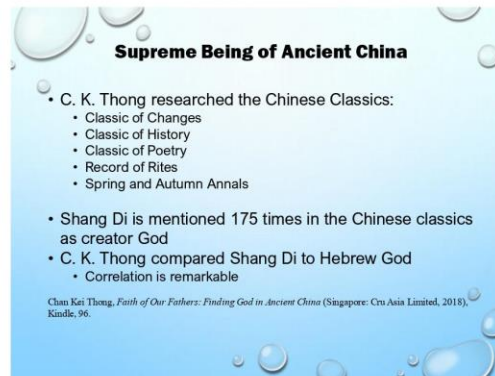 Supreme Being of Ancient China
• C. K. Thong researched the Chinese Classics:
• Classic of Changes
• Classic of History
• Classic of Poetry
• Record of Rites
• Spring and Autumn Annals
• Shang Di is mentioned 175 times in the Chinese classics
as creator God
• C. K. Thong compared Shang Di to Hebrew God
• Correlation is remarkable
Chan Kei Thong, Faith of Our Fathers: Finding God in Ancient China (Singapore: Cru Asia Limited, 2018),
Kindle, 96.